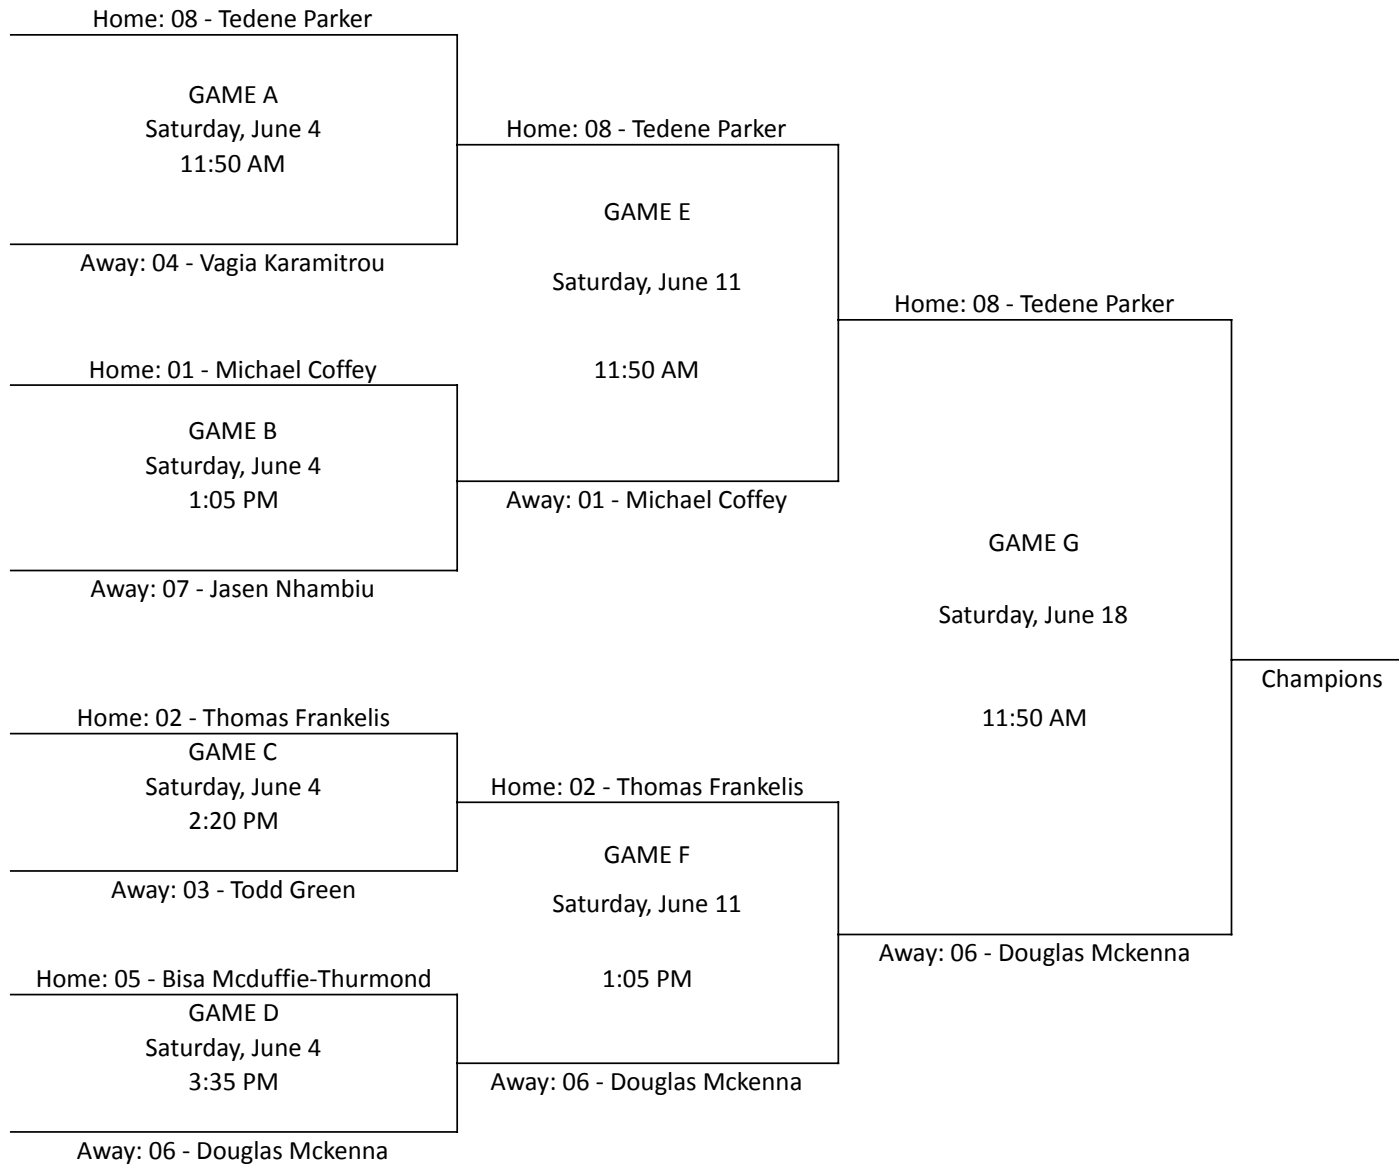 Home: 08 - Tedene Parker
GAME A
Saturday, June 4
11:50 AM
Away: 04 - Vagia Karamitrou
Home: 01 - Michael Coffey
GAME B
Saturday, June 4
1:05 PM
Away: 07 - Jasen Nhambiu
Home: 02 - Thomas Frankelis
GAME C
Saturday, June 4
2:20 PM
Away: 03 - Todd Green
Home: 05 - Bisa Mcduffie-Thurmond
GAME D
Saturday, June 4
3:35 PM
Away: 06 - Douglas Mckenna
Home: 08 - Tedene Parker
GAME E
Saturday, June 11
11:50 AM
Away: 01 - Michael Coffey
Home: 02 - Thomas Frankelis
GAME F
Saturday, June 11
1:05 PM
Away: 06 - Douglas Mckenna
Home: 08 - Tedene Parker
GAME G
Saturday, June 18
11:50 AM
Away: 06 - Douglas Mckenna
Champions